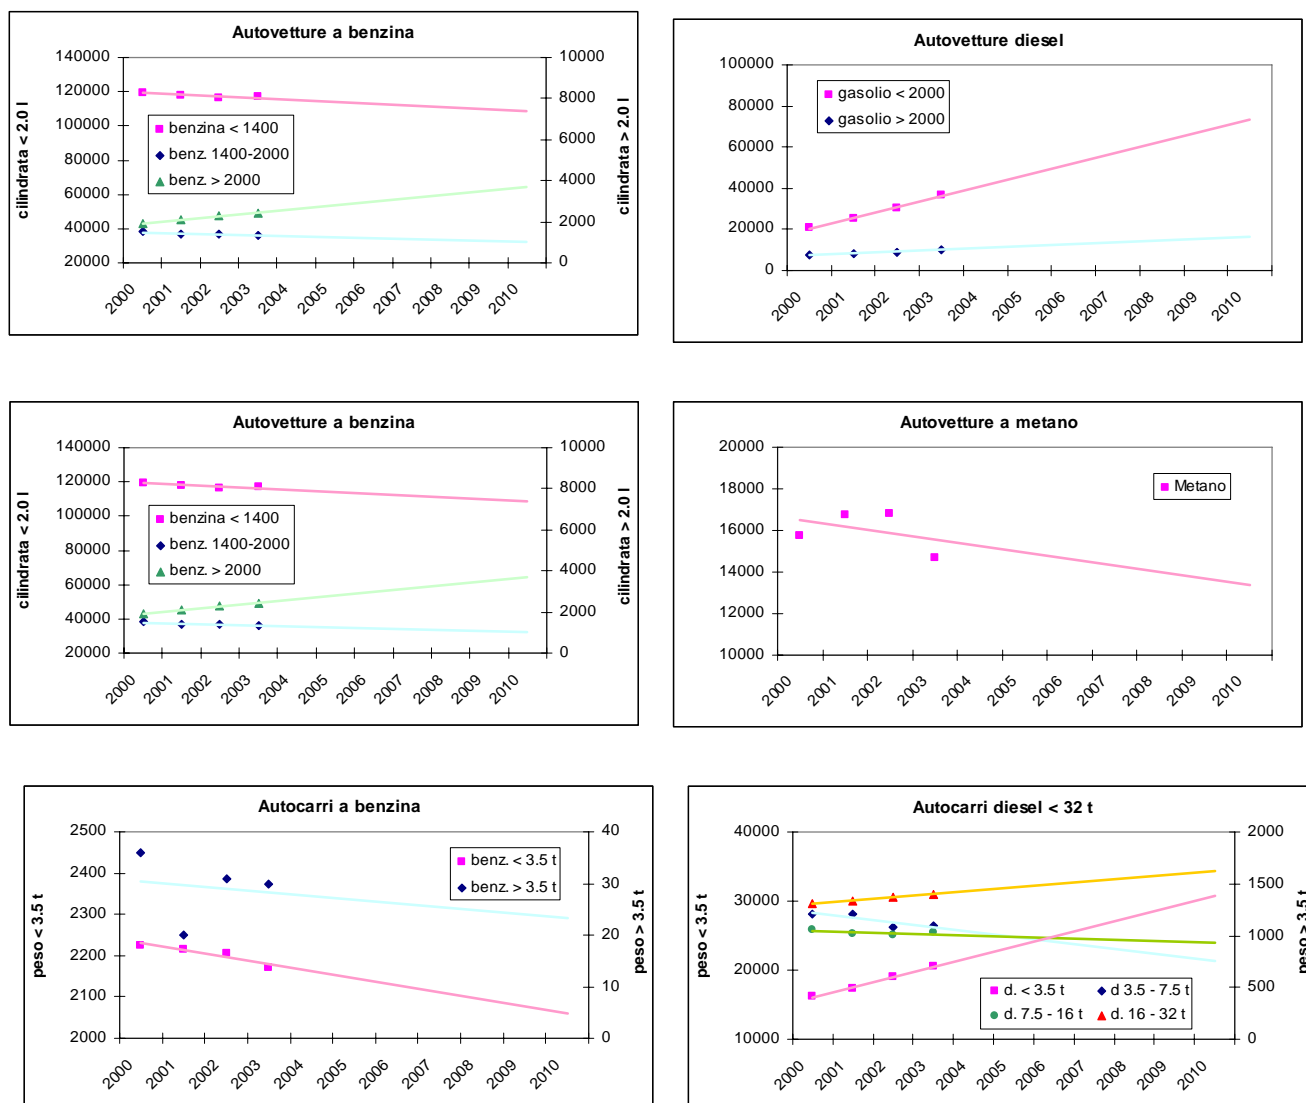 Autovetture a benzina
140000
120000
100000
80000
60000
40000
20000
10000
8000
6000
4000
2000
0
cilindrata < 2.0 l
cilindrata > 2.0 l
benzina < 1400
benz. 1400-2000
benz. > 2000
2000 2001 2002 2003 2004 2005 2006 2007 2008 2009 2010
Autovetture diesel
100000
80000
60000
40000
20000
0
gasolio < 2000
gasolio > 2000
2000 2001 2002 2003 2004 2005 2006 2007 2008 2009 2010
Autovetture a benzina
140000
120000
100000
80000
60000
40000
20000
10000
8000
6000
4000
2000
0
cilindrata < 2.0 l
cilindrata > 2.0 l
benzina < 1400
benz. 1400-2000
benz. > 2000
2000 2001 2002 2003 2004 2005 2006 2007 2008 2009 2010
Autovetture a metano
20000
18000
16000
14000
12000
10000
Metano
2000 2001 2002 2003 2004 2005 2006 2007 2008 2009 2010
Autocarri a benzina
2500
2400
2300
2200
2100
2000
40
30
20
10
0
peso < 3.5 t
peso > 3.5 t
benz. < 3.5 t
benz. > 3.5 t
2000 2001 2002 2003 2004 2005 2006 2007 2008 2009 2010
Autocarri diesel < 32 t
40000
30000
20000
10000
2000
1500
1000
500
0
peso < 3.5 t
peso > 3.5 t
d. < 3.5 t
d 3.5 - 7.5 t
d. 7.5 - 16 t
d. 16 - 32 t
2000 2001 2002 2003 2004 2005 2006 2007 2008 2009 2010